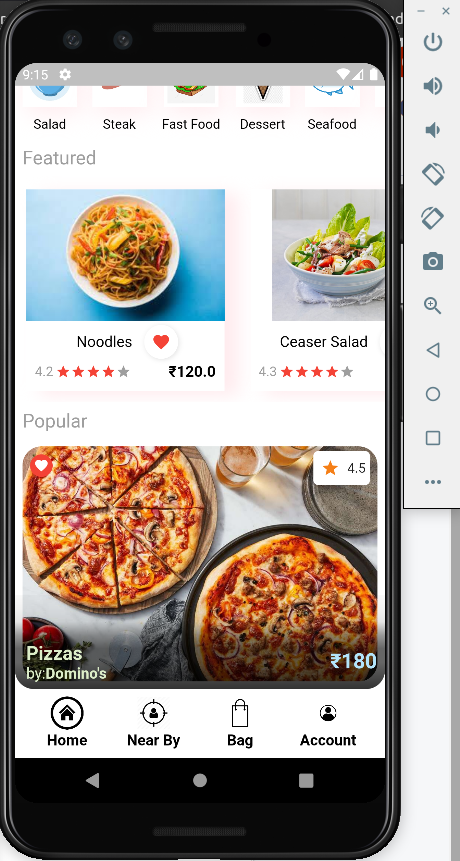 9:15
Salad Steak Fast Food Dessert Seafood
Featured
Noodles Ceaser Salad
4.2 ₹120.0 4.3
Popular
4.5
Pizzas
by:Domino's ₹180
Home Near By Bag Account